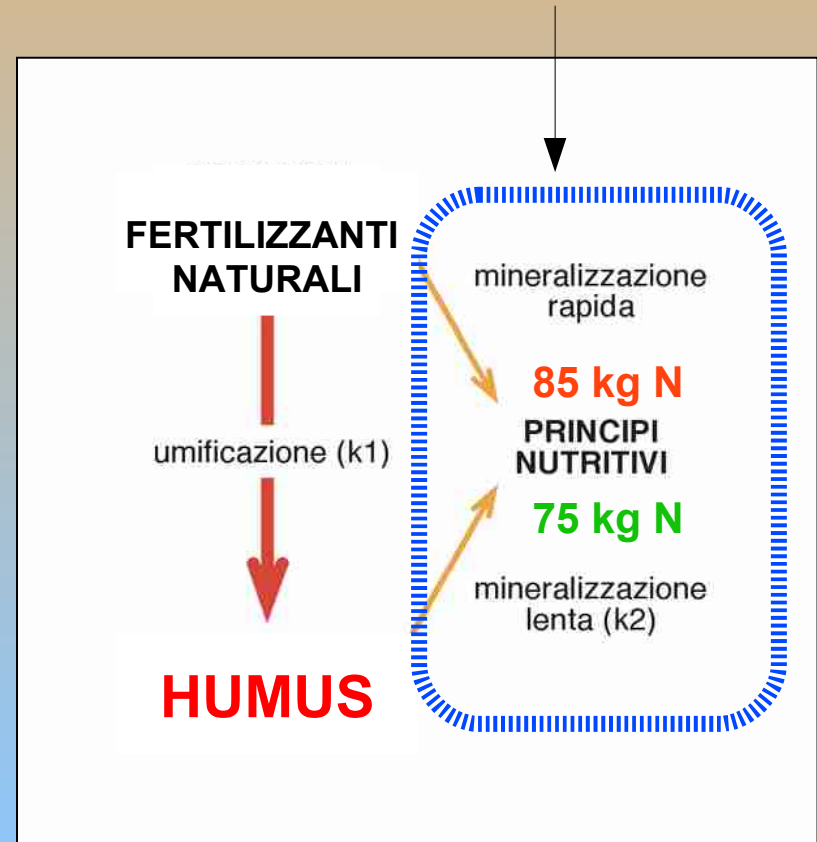 FERTILIZZANTI
NATURALI
umificazione (k1)
HUMUS
mineralizzazione
rapida
85 kg N
PRINCIPI
NUTRITIVI
75 kg N
mineralizzazione
lenta (k2)